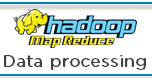 hadoop
Map Reduce
Data processing